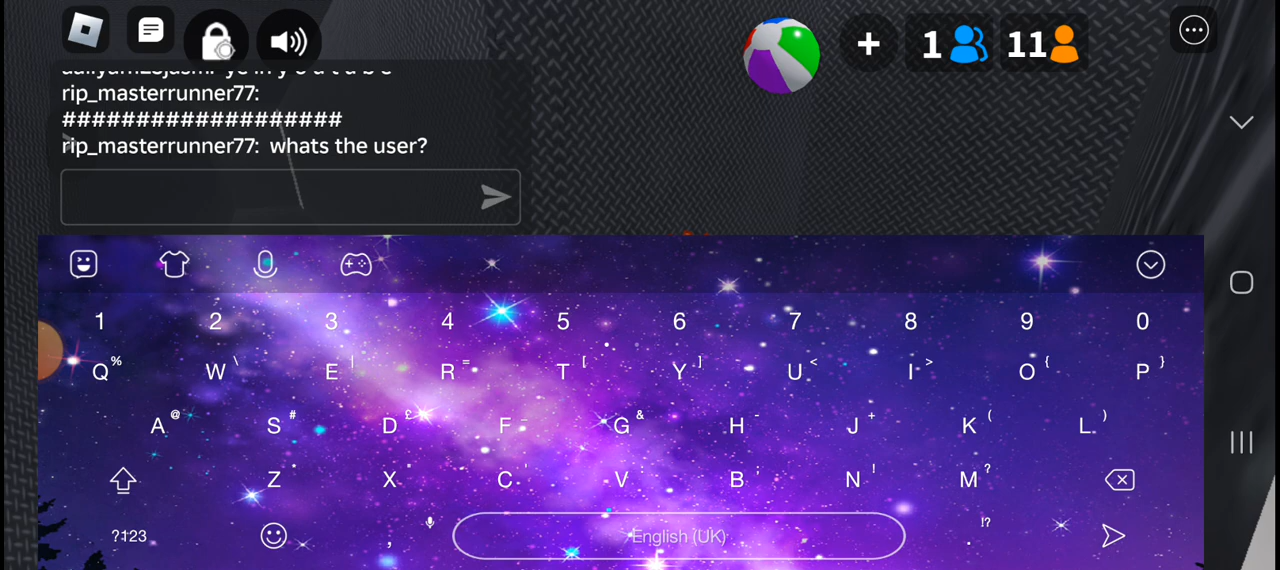 1 11
rip_masterrunner77:
###################
rip_masterrunner77: whats the user?
1 2 3 4 5 6 7 8 9 0
Q % W \ E | R = T [ Y ] U < I > O { P }
A @ S # D £ F G & H - J + K ( L )
Z X C ' V B ; N ! M ?
?123 , English (UK) . !?